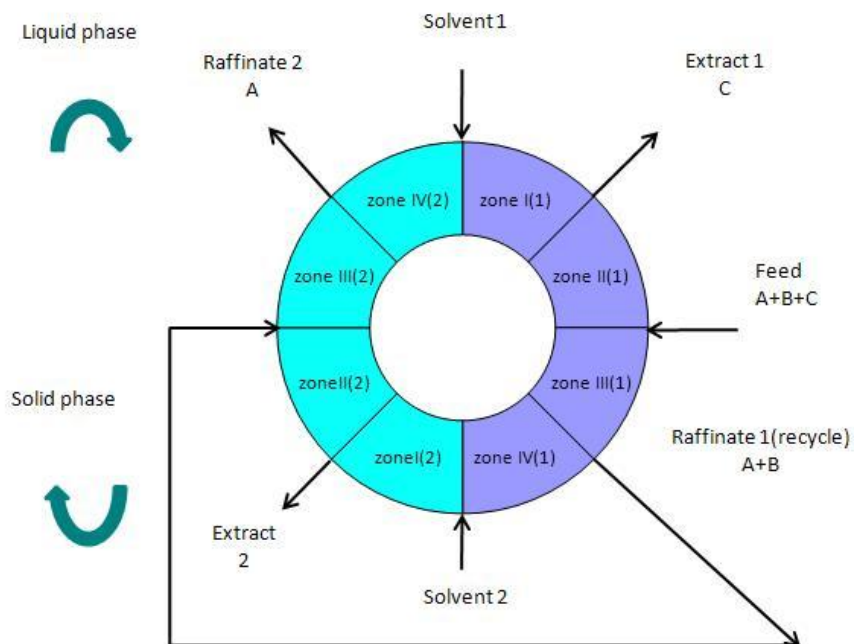 Solvent 1
Liquid phase
Raffinate 2
A
Extract 1
C
zone IV(2)
zone I(1)
zone III(2)
zone II(1)
Feed
A+B+C
zoneII(2)
zone III(1)
Solid phase
zoneI(2)
zone IV(1)
Raffinate 1(recycle)
A+B
Extract
2
Solvent 2